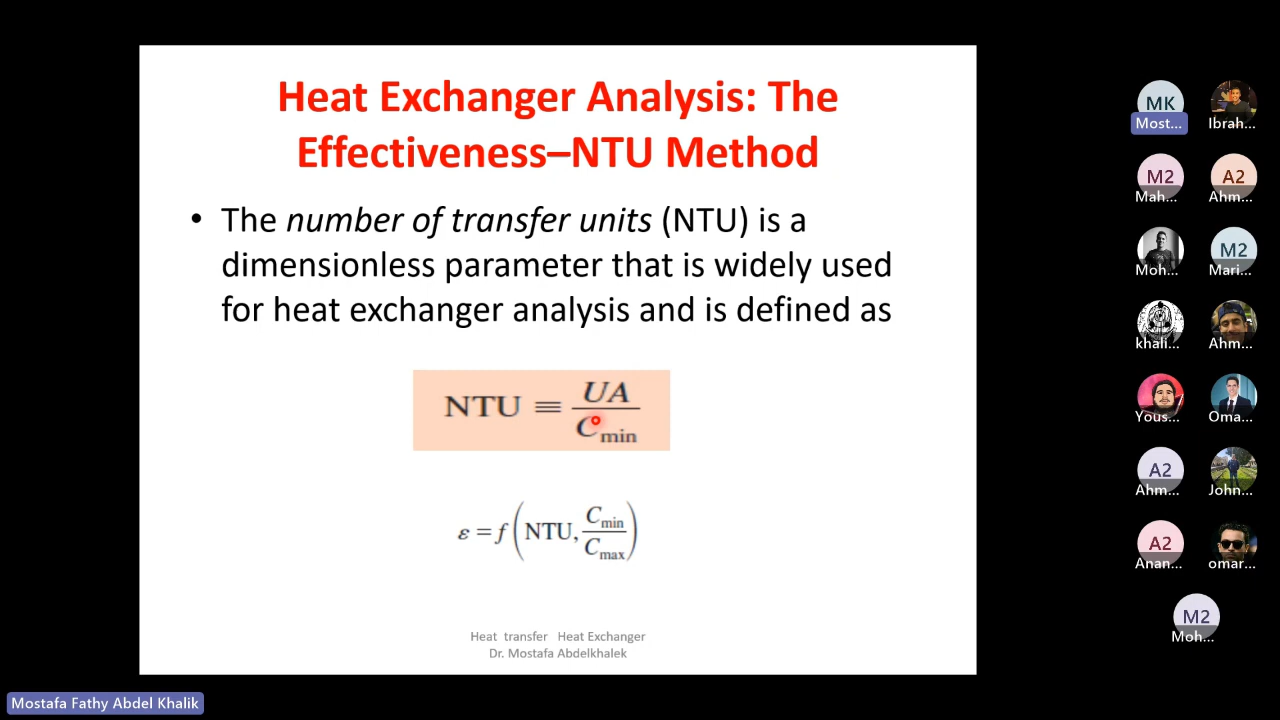 Heat Exchanger Analysis: The
Effectiveness–NTU Method
• The number of transfer units (NTU) is a
dimensionless parameter that is widely used
for heat exchanger analysis and is defined as
NTU ≡ UA / Cmin
ε = f (NTU, Cmin / Cmax)
Heat transfer Heat Exchanger
Dr. Mostafa Abdelkhalek
MK
Most...
Ibrah...
M2
Mah...
A2
Ahm...
Moh...
M2
Mari...
khali...
Ahm...
Yous...
Oma...
A2
Ahm...
John...
A2
Anan...
omar...
M2
Moh...
Mostafa Fathy Abdel Khalik